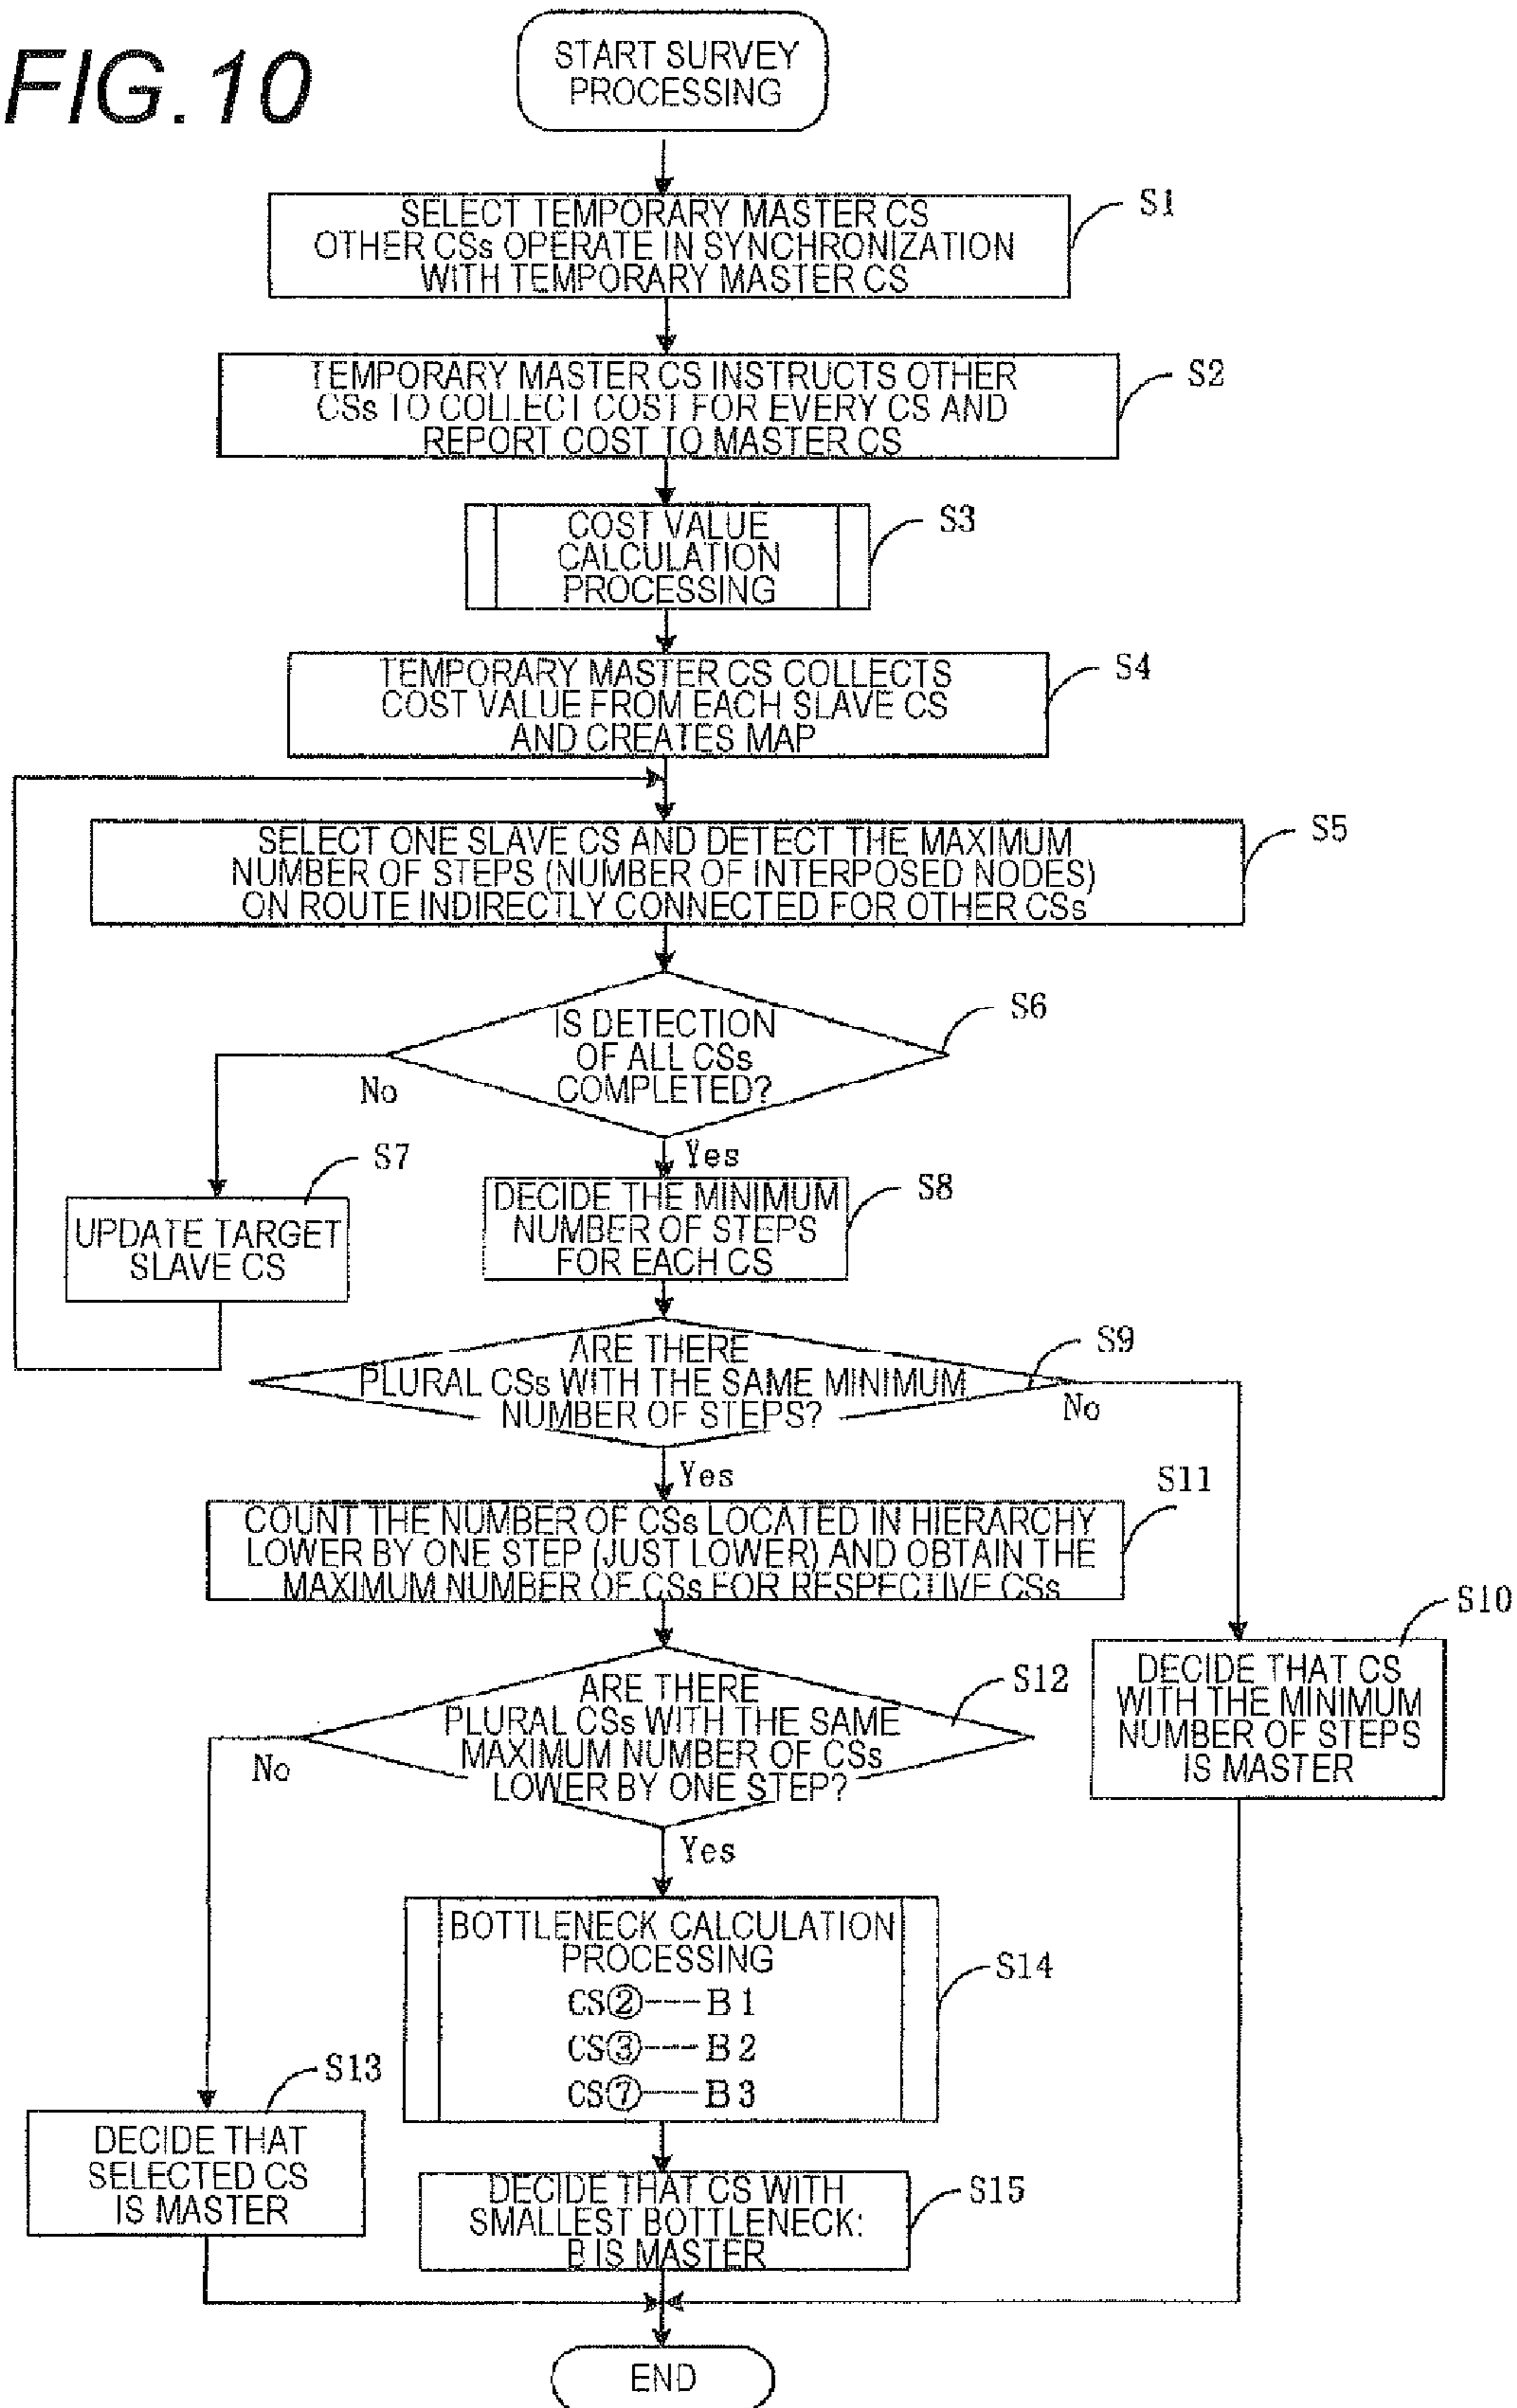 FIG. 10
START SURVEY
PROCESSING
SELECT TEMPORARY MASTER CS
OTHER CSs OPERATE IN SYNCHRONIZATION
WITH TEMPORARY MASTER CS
S1
TEMPORARY MASTER CS INSTRUCTS OTHER
CSs TO COLLECT COST FOR EVERY CS AND
REPORT COST TO MASTER CS
S2
COST VALUE
CALCULATION
PROCESSING
S3
TEMPORARY MASTER CS COLLECTS
COST VALUE FROM EACH SLAVE CS
AND CREATES MAP
S4
SELECT ONE SLAVE CS AND DETECT THE MAXIMUM
NUMBER OF STEPS (NUMBER OF INTERPOSED NODES)
ON ROUTE INDIRECTLY CONNECTED FOR OTHER CSs
S5
IS DETECTION
OF ALL CSs
COMPLETED?
S6
No
Yes
S7
UPDATE TARGET
SLAVE CS
DECIDE THE MINIMUM
NUMBER OF STEPS
FOR EACH CS
S8
ARE THERE
PLURAL CSs WITH THE SAME MINIMUM
NUMBER OF STEPS?
S9
No
Yes
COUNT THE NUMBER OF CSs LOCATED IN HIERARCHY
LOWER BY ONE STEP (JUST LOWER) AND OBTAIN THE
MAXIMUM NUMBER OF CSs FOR RESPECTIVE CSs
S11
S10
DECIDE THAT CS
WITH THE MINIMUM
NUMBER OF STEPS
IS MASTER
ARE THERE
PLURAL CSs WITH THE SAME
MAXIMUM NUMBER OF CSs
LOWER BY ONE STEP?
S12
No
Yes
BOTTLENECK CALCULATION
PROCESSING
CS②----B1
CS③----B2
CS⑦----B3
S14
S13
DECIDE THAT
SELECTED CS
IS MASTER
DECIDE THAT CS WITH
SMALLEST BOTTLENECK:
B IS MASTER
S15
END